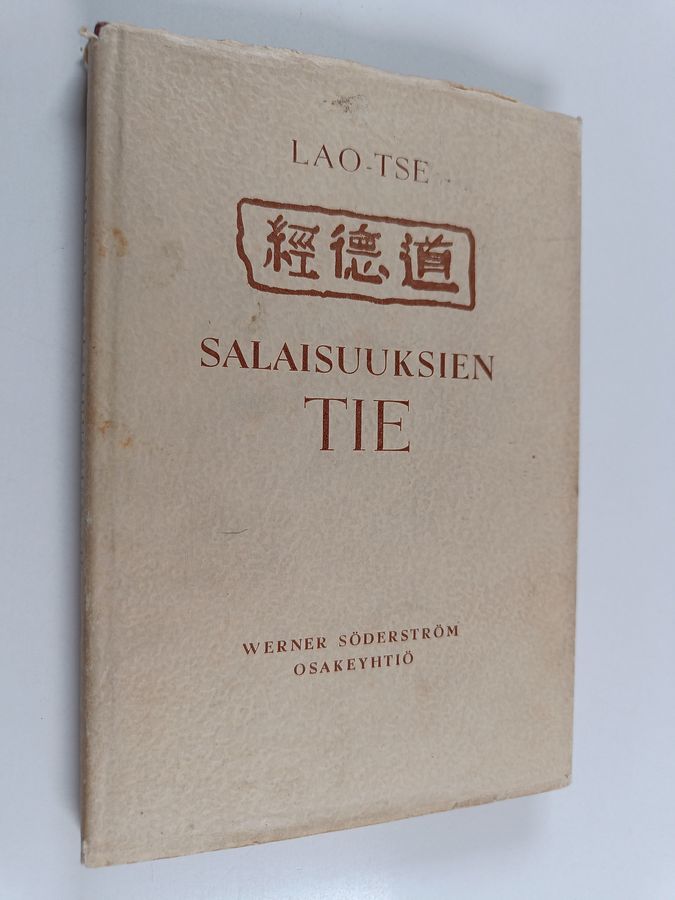 LAO-TSE
經德道
SALAISUUKSIEN
TIE
WERNER SÖDERSTRÖM
OSAKEYHTIÖ